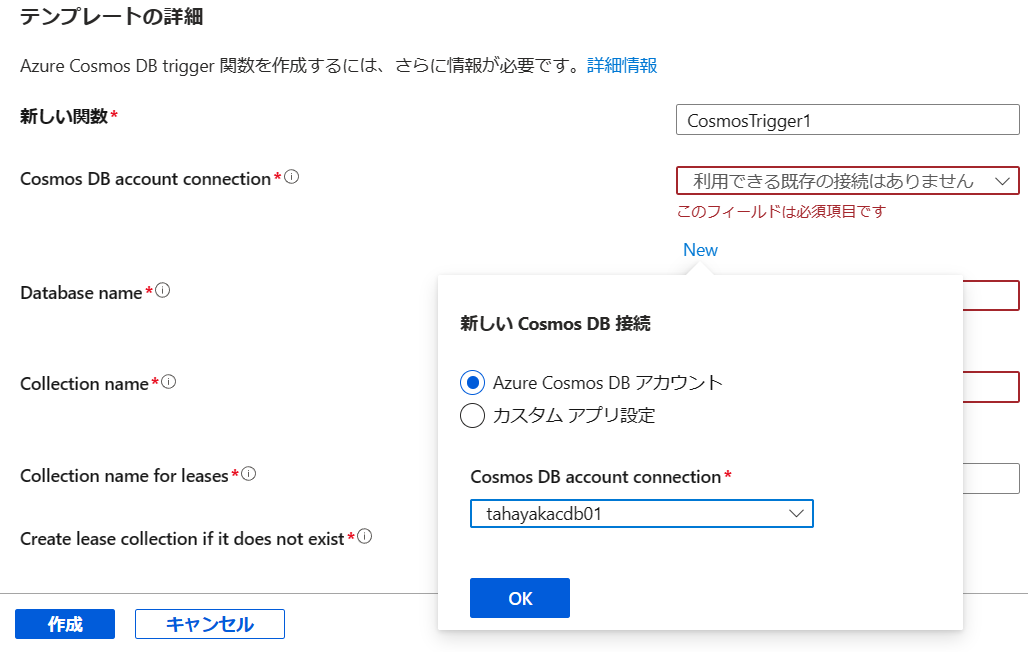 テンプレートの詳細
Azure Cosmos DB trigger 関数を作成するには、さらに情報が必要です。詳細情報
新しい関数*
CosmosTrigger1
Cosmos DB account connection*
利用できる既存の接続はありません
このフィールドは必須項目です
New
Database name*
Collection name*
Collection name for leases*
Create lease collection if it does not exist*
新しい Cosmos DB 接続
Azure Cosmos DB アカウント
カスタム アプリ設定
Cosmos DB account connection*
tahayakacdb01
OK
作成
キャンセル